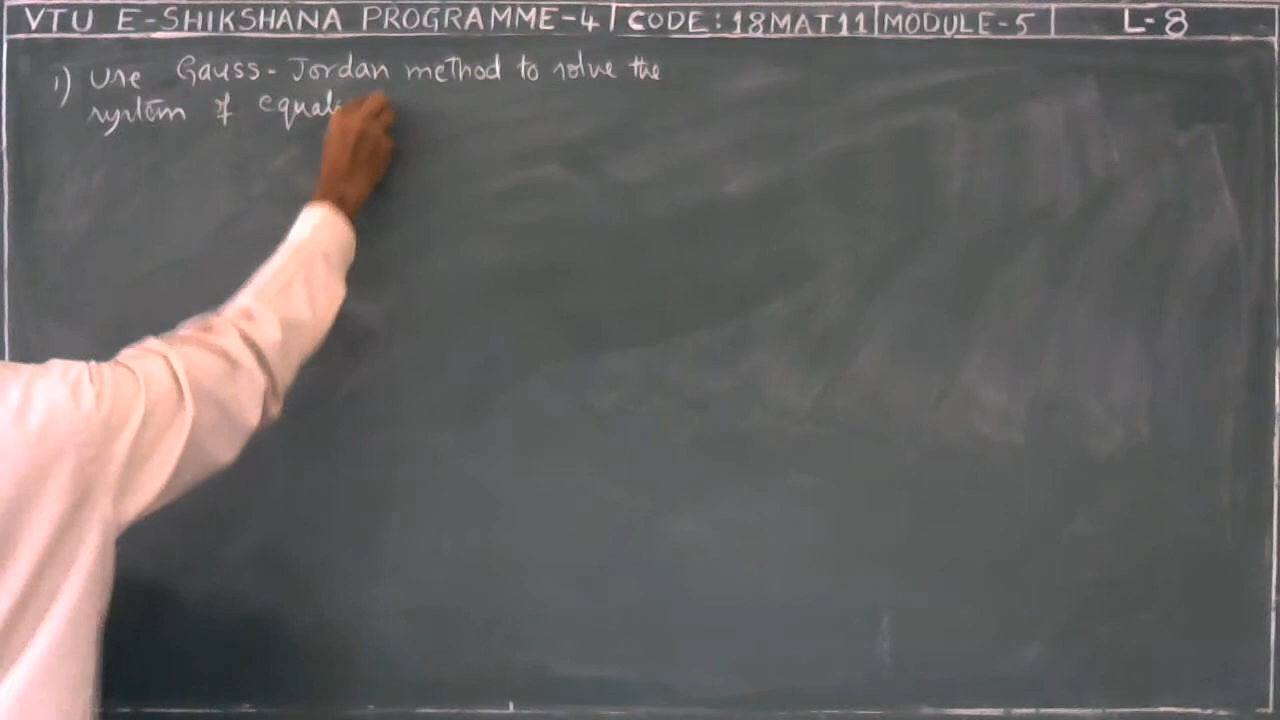 VTU E-SHIKSHANA PROGRAMME-4 | CODE: 18MAT11 | MODULE-5 | L-8
1) Use Gauss-Jordan method to solve the
system of equati